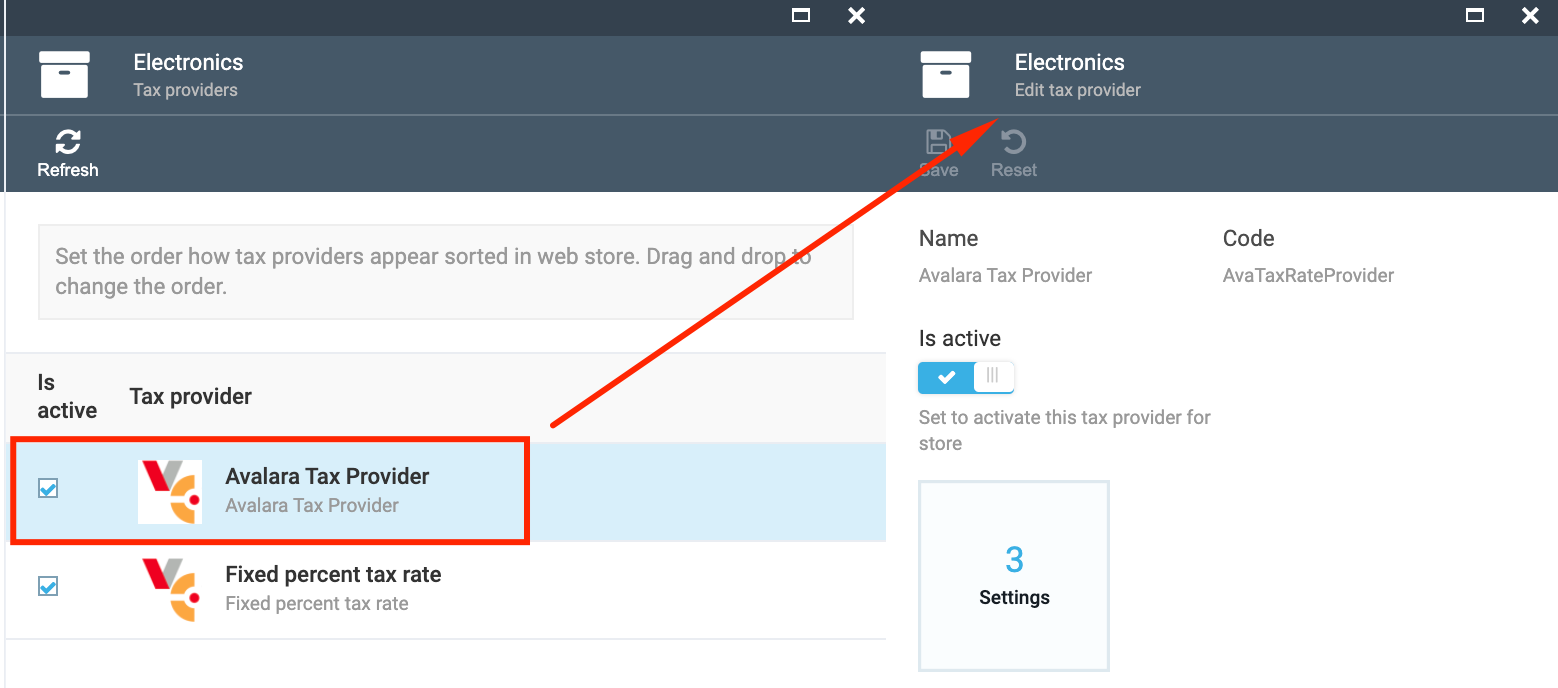 Electronics
Tax providers
Refresh
Set the order how tax providers appear sorted in web store. Drag and drop to
change the order.
Is
active
Tax provider
Avalara Tax Provider
Avalara Tax Provider
Fixed percent tax rate
Fixed percent tax rate
Electronics
Edit tax provider
Save
Reset
Name
Code
Avalara Tax Provider
AvaTaxRateProvider
Is active
Set to activate this tax provider for
store
3
Settings